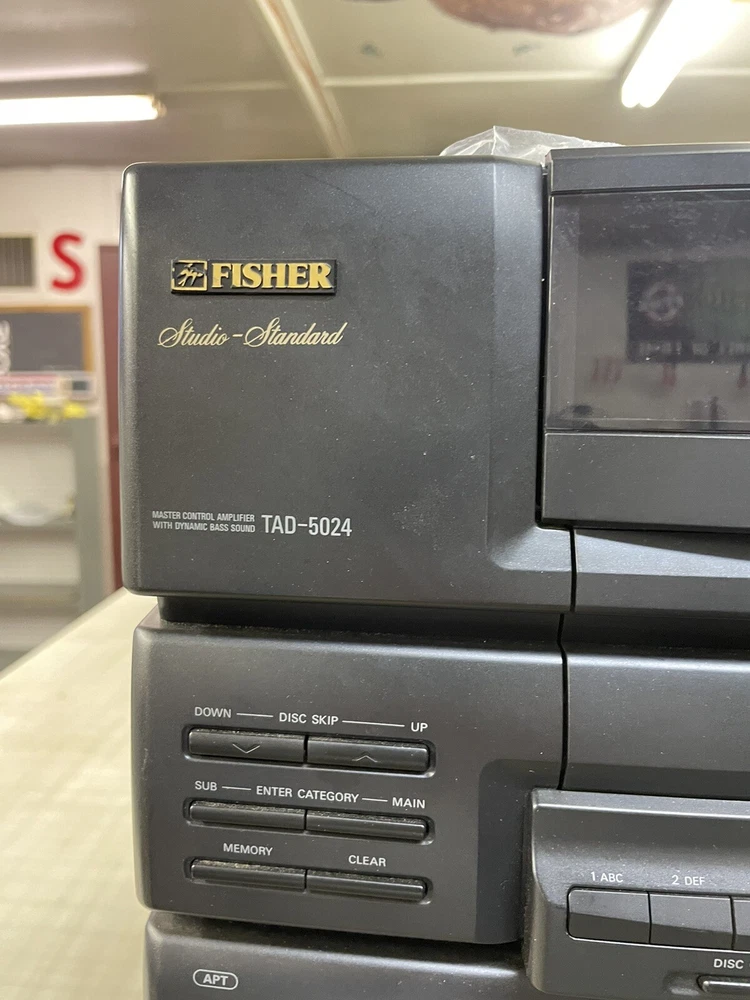 S
FISHER
Studio-Standard
MASTER CONTROL AMPLIFIER
WITH DYNAMIC BASS SOUND TAD-5024
DOWN DISC SKIP UP
SUB ENTER CATEGORY MAIN
MEMORY CLEAR
1 ABC 2 DEF
DISC
APT